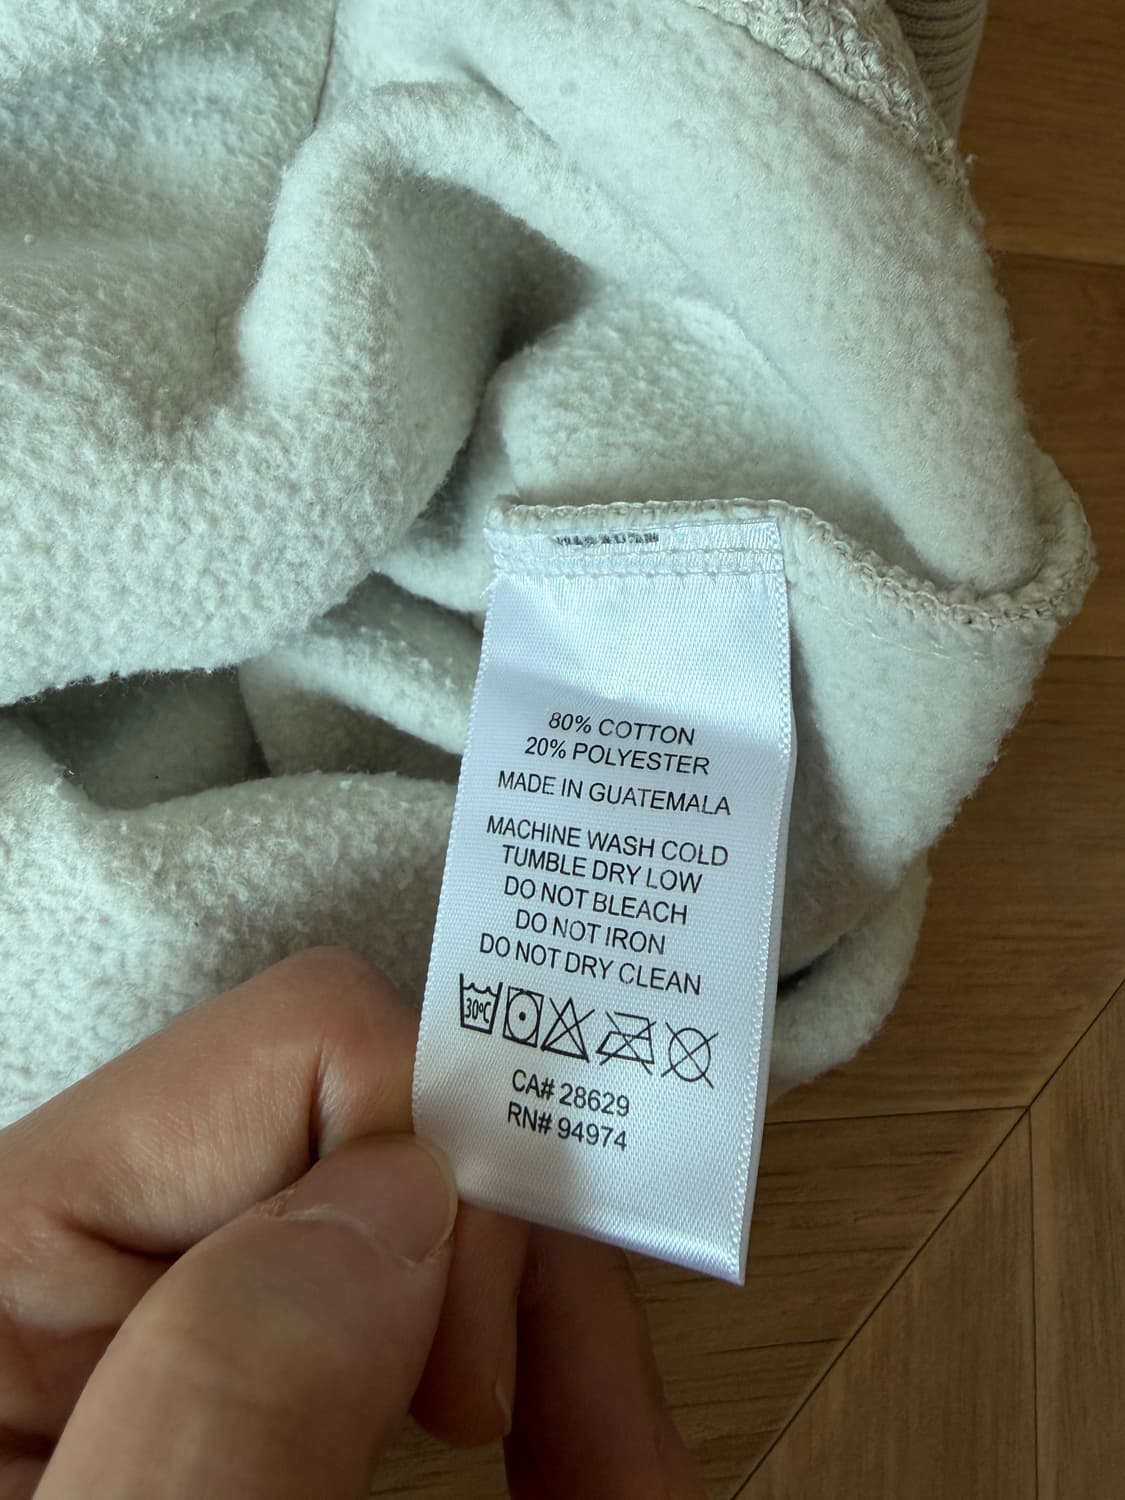 80% COTTON
20% POLYESTER
MADE IN GUATEMALA
MACHINE WASH COLD
TUMBLE DRY LOW
DO NOT BLEACH
DO NOT IRON
DO NOT DRY CLEAN
30°C
CA# 28629
RN# 94974